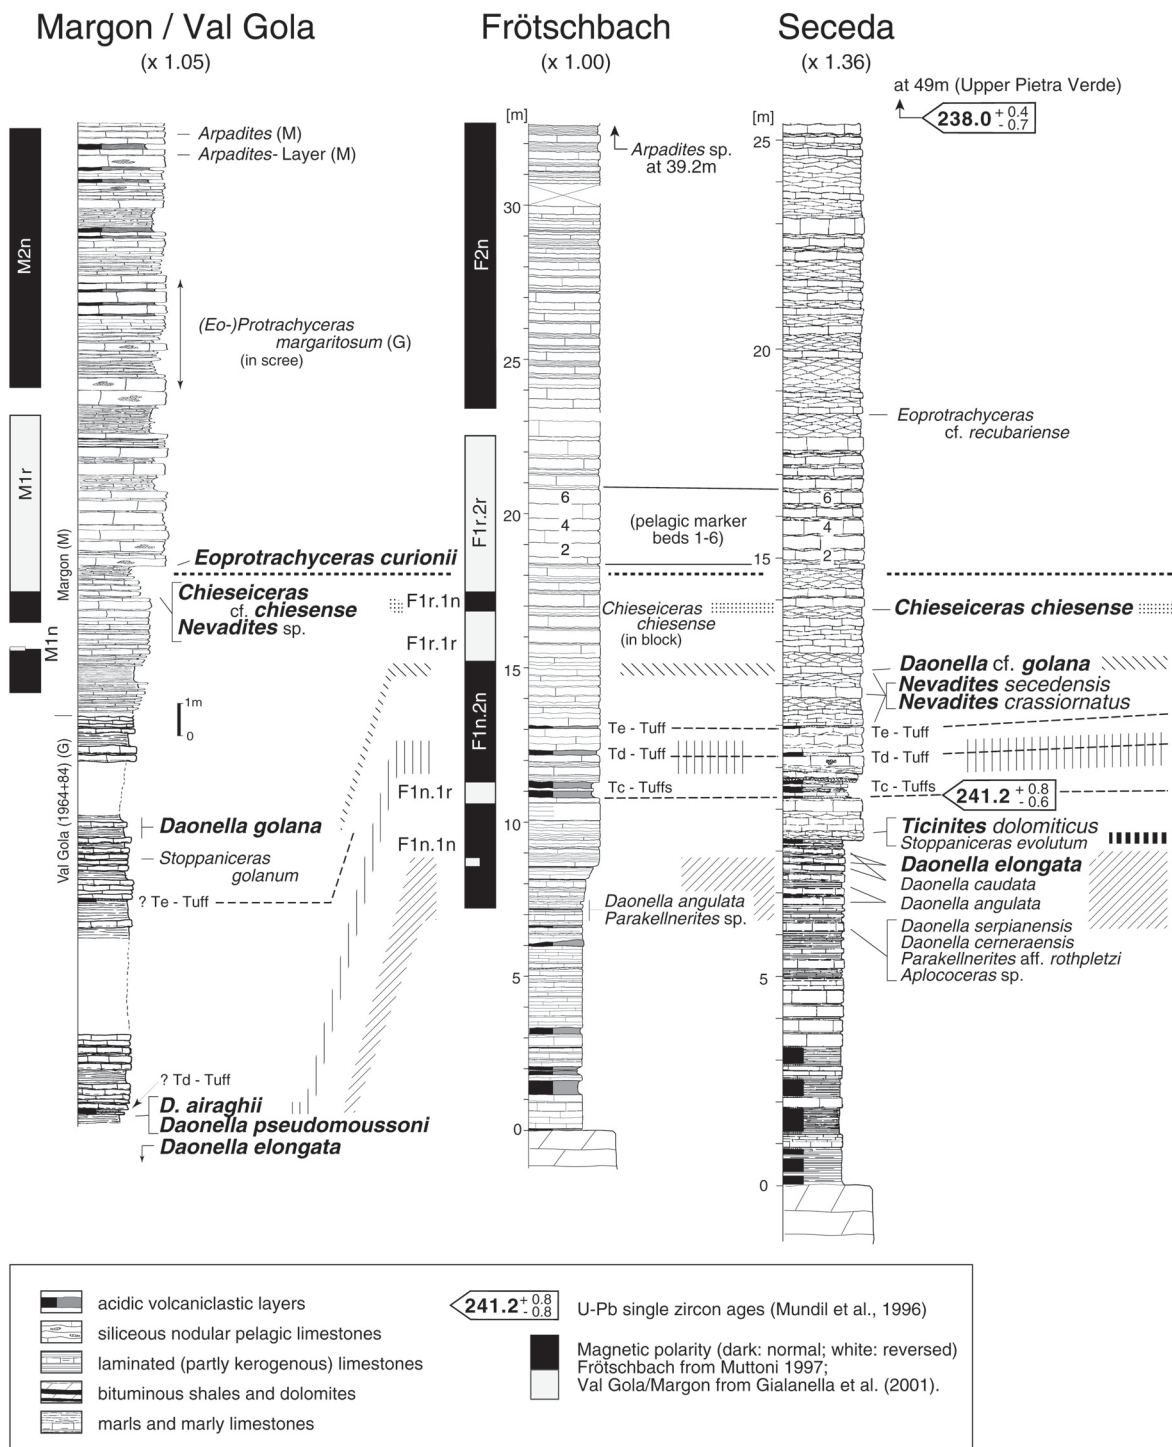 Margon / Val Gola
(x 1.05)
Frötschbach
(x 1.00)
Seceda
(x 1.36)
at 49m (Upper Pietra Verde)
238.0 + 0.4 - 0.7
[m]
[m]
Arpadites (M)
Arpadites- Layer (M)
Arpadites sp.
at 39.2m
25
30
M2n
F2n
(Eo-)Protrachyceras
margaritosum (G)
(in scree)
20
25
Eoprotrachyceras
cf. recubariense
M1r
F1r.2r
20
6
4
2
(pelagic marker
beds 1-6)
6
4
2
15
Margon (M)
Eoprotrachyceras curionii
Chieseiceras
cf. chiesense
Nevadites sp.
F1r.1n
Chieseiceras
chiesense
(in block)
Chieseiceras chiesense
M1n
F1r.1r
15
Daonella cf. golana
Nevadites secedensis
Nevadites crassiornatus
1m
0
F1n.2n
Te - Tuff
Te - Tuff
Td - Tuff
Td - Tuff
Tc - Tuffs
Tc - Tuffs
241.2 + 0.8 - 0.6
F1n.1r
Val Gola (1964+84) (G)
Daonella golana
10
Ticinites dolomiticus
Stoppaniceras evolutum
F1n.1n
Stoppaniceras
golanum
Daonella elongata
Daonella caudata
Daonella angulata
? Te - Tuff
Daonella angulata
Parakellnerites sp.
Daonella serpianensis
Daonella cerneraensis
Parakellnerites aff. rothpletzi
Aplococeras sp.
5
5
? Td - Tuff
D. airaghii
Daonella pseudomoussoni
Daonella elongata
0
0
acidic volcaniclastic layers
siliceous nodular pelagic limestones
laminated (partly kerogenous) limestones
bituminous shales and dolomites
marls and marly limestones
241.2 + 0.8 - 0.8
U-Pb single zircon ages (Mundil et al., 1996)
Magnetic polarity (dark: normal; white: reversed)
Frötschbach from Muttoni 1997;
Val Gola/Margon from Gialanella et al. (2001).